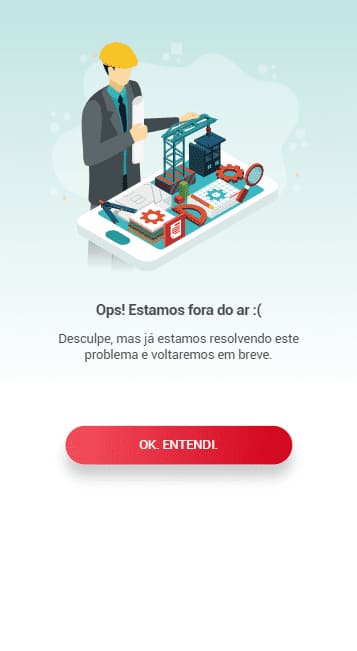 Ops! Estamos fora do ar :(
Desculpe, mas já estamos resolvendo este
problema e voltaremos em breve.
OK. ENTENDI.